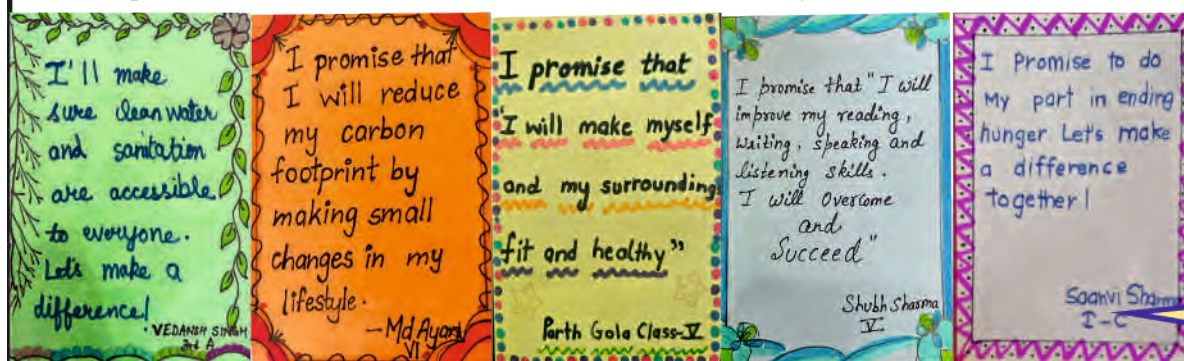 I'll make
sure clean water
and sanitation
are accessible
to everyone.
Let's make a
difference!
. VEDANSH SINGH
3rd A
I promise that
I will reduce
my carbon
footprint by
making small
changes in my
lifestyle.
- Md Ayan
VI
I promise that
"I will make myself
and my surrounding
fit and healthy"
Parth Gola Class-V
I promise that "I will
improve my reading,
writing, speaking and
listening skills.
I will overcome
and
Succeed"
Shubh Sharma
V
I Promise to do
My part in ending
hunger Let's make
a difference
together!
Saanvi Sharma
I-C